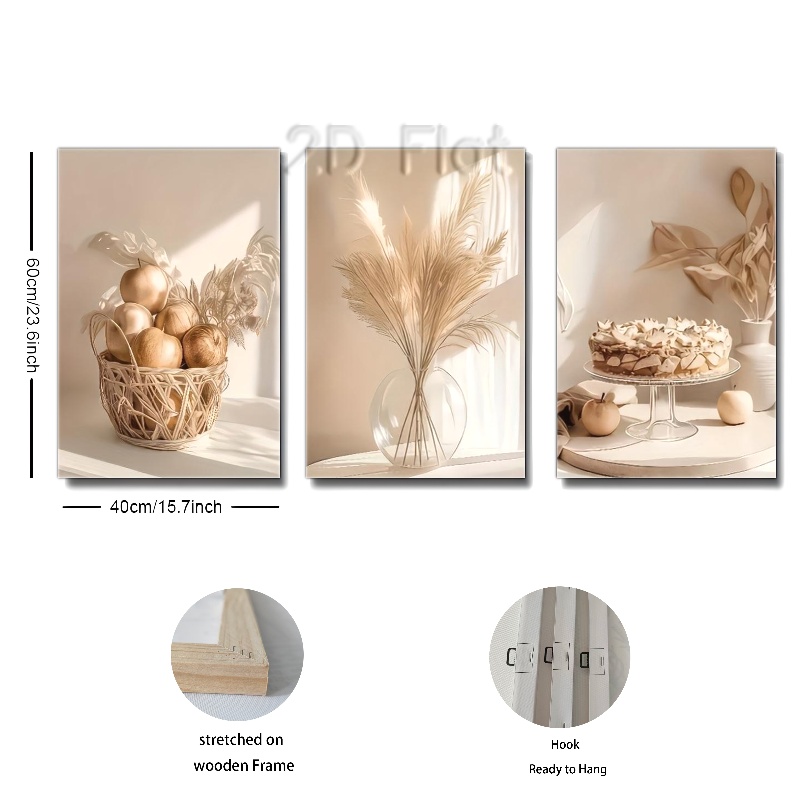 2D Flat
60cm/23.6inch
40cm/15.7inch
stretched on
wooden Frame
Hook
Ready to Hang